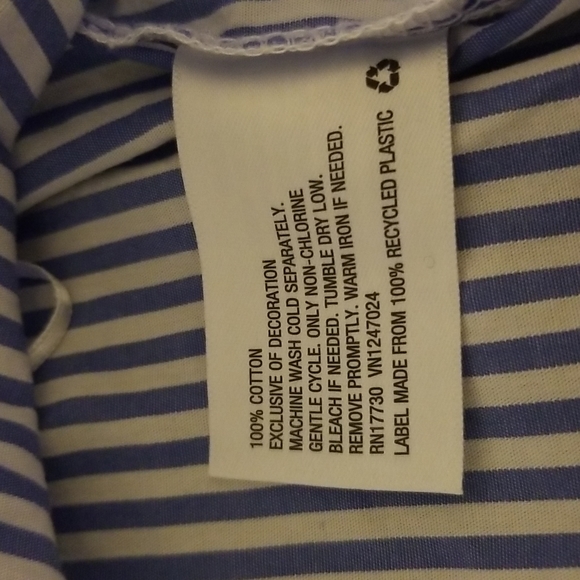 100% COTTON
EXCLUSIVE OF DECORATION
MACHINE WASH COLD SEPARATELY.
GENTLE CYCLE. ONLY NON-CHLORINE
BLEACH IF NEEDED. TUMBLE DRY LOW.
REMOVE PROMPTLY. WARM IRON IF NEEDED.
RN17730 VN1247024
LABEL MADE FROM 100% RECYCLED PLASTIC